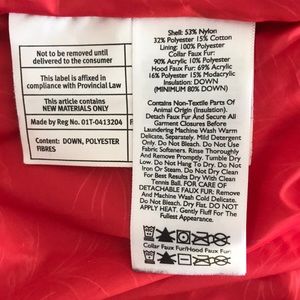 Not to be removed until
delivered to the consumer
This label is affixed in
compliance with Provincial Law
This article contains
NEW MATERIALS ONLY
Made by Reg No. 01T-0413204
Content: DOWN, POLYESTER
FIBRES
Shell: 53% Nylon
32% Polyester 15% Cotton
Lining: 100% Polyester
Collar Faux Fur:
90% Acrylic 10% Polyester
Hood Faux Fur: 69% Acrylic
16% Polyester 15% Modacrylic
Insulation: DOWN
(MINIMUM 80% DOWN)
Contains Non-Textile Parts Of
Animal Origin (Insulation).
Detach Faux Fur And Secure All
Garment Closures Before
Laundering Machine Wash Warm
Delicate, Separately. Mild Detergent
Only. Do Not Bleach. Do Not Use
Fabric Softeners. Rinse Thoroughly
And Remove Promptly. Tumble Dry
Low. Do Not Hang To Dry. Do Not
Iron Or Steam. Do Not Dry Clean
For Best Results Dry With Clean
Tennis Ball, FOR CARE OF
DETACHABLE FAUX FUR: Remove
And Machine Wash Cold Delicate.
Do Not Bleach. Dry Flat, DO NOT
APPLY HEAT. Gently Fluff For The
Fullest Appearance.
Collar Faux Fur/Hood Faux Fur: